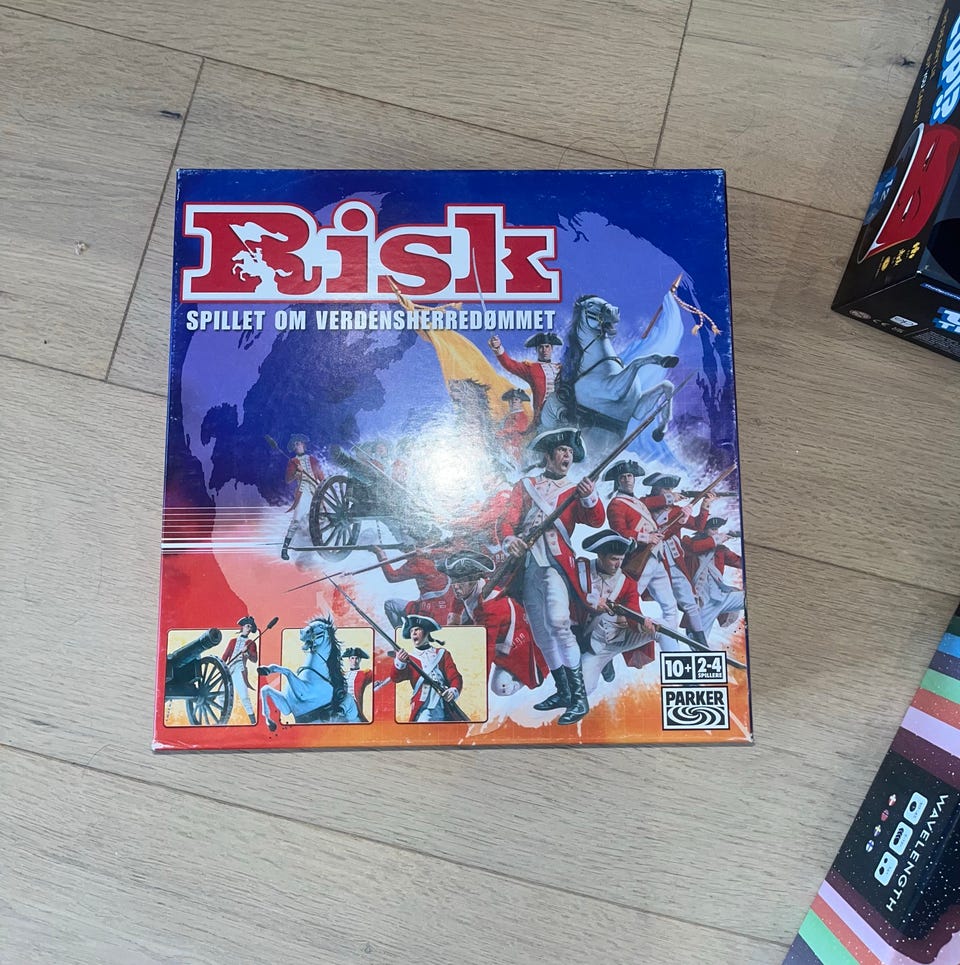 Risk
SPILLET OM VERDENSHERREDØMMET
10+
2-4
SPILLERE
PARKER
WAVELENGTH